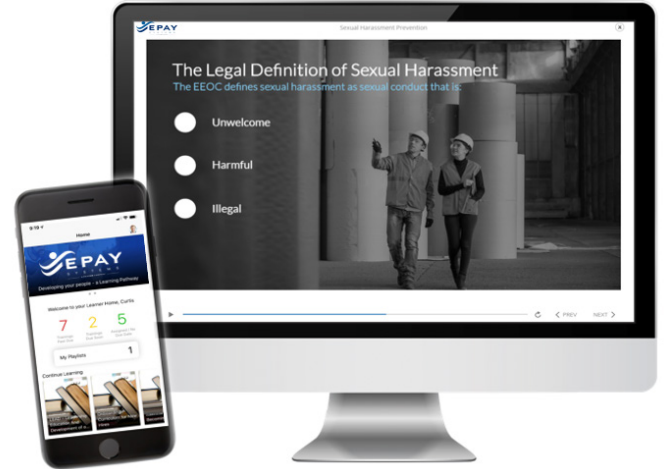 EPAY
Sexual Harassment Prevention
The Legal Definition of Sexual Harassment
The EEOC defines sexual harassment as sexual conduct that is:
Unwelcome
Harmful
Illegal
PREV
NEXT
Home
EPAY
SYSTEMS
Developing your people - a Learning Pathway
Welcome to your Learner Home, Curtis
7
2
5
My Playlists
1
Continue Learning